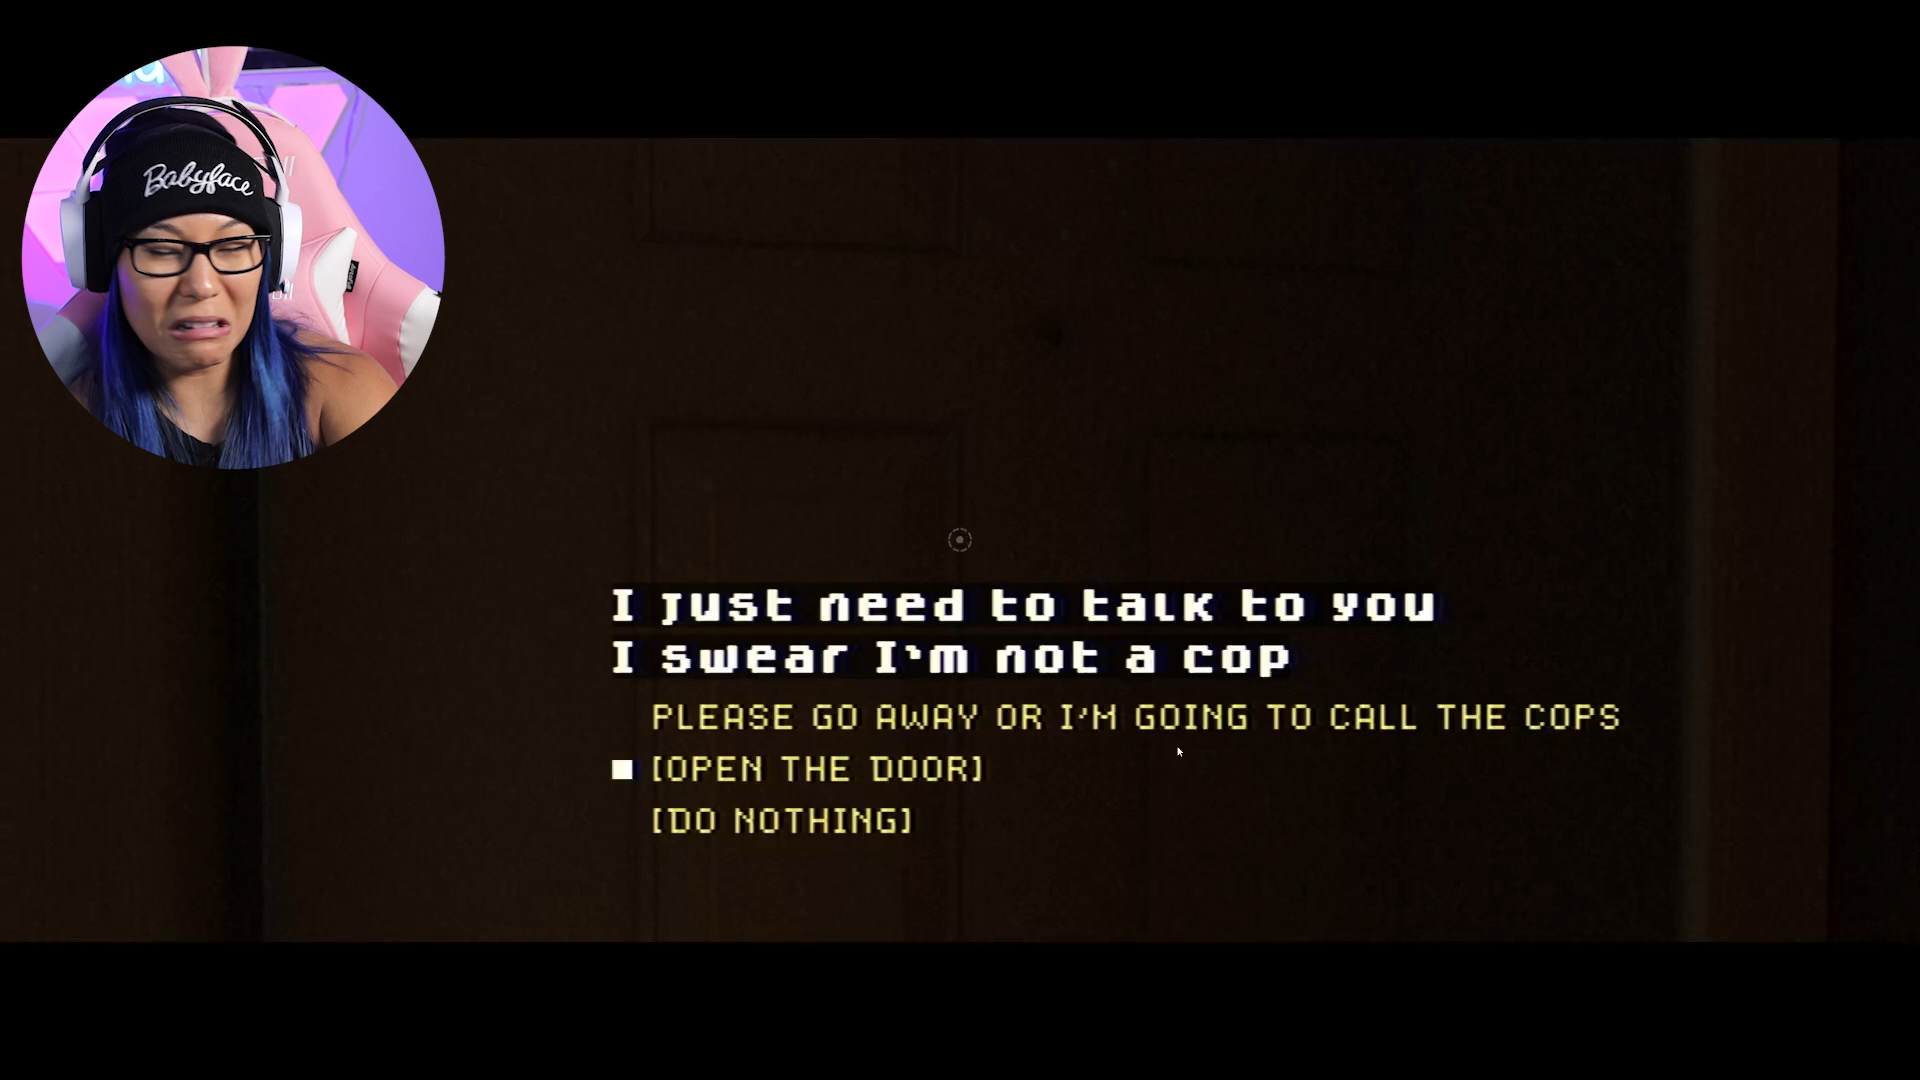 Babyface
I just need to talk to you
I swear I'm not a cop
PLEASE GO AWAY OR I'M GOING TO CALL THE COPS
[OPEN THE DOOR]
[DO NOTHING]